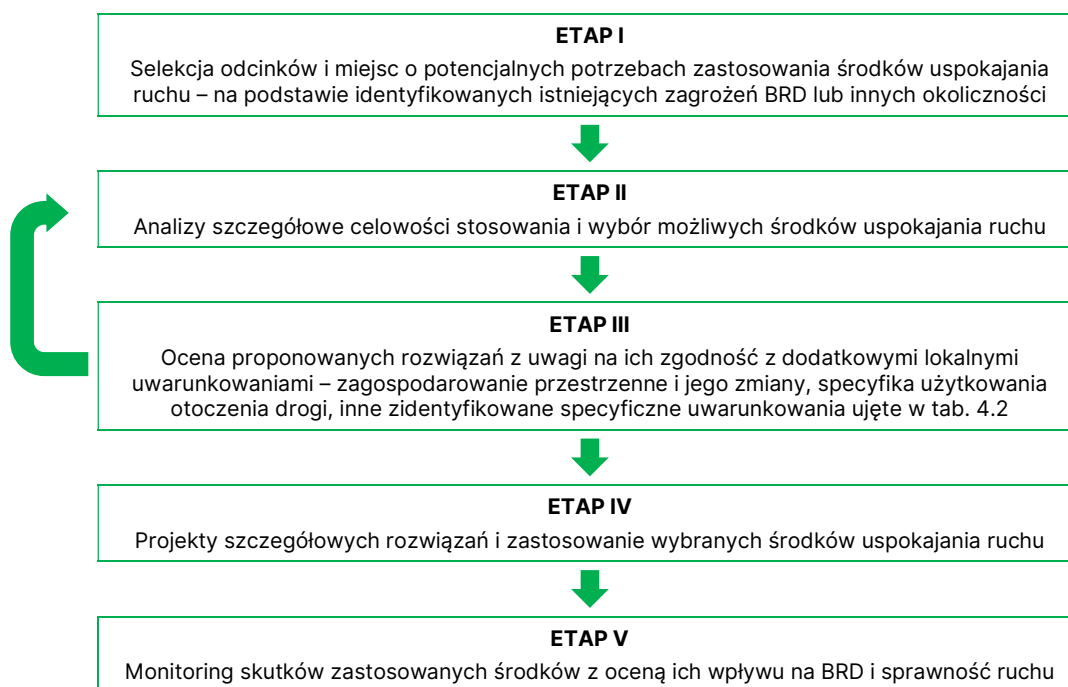 ETAP I
Selekcja odcinków i miejsc o potencjalnych potrzebach zastosowania środków uspokajania
ruchu – na podstawie identyfikowanych istniejących zagrożeń BRD lub innych okoliczności
ETAP II
Analizy szczegółowe celowości stosowania i wybór możliwych środków uspokajania ruchu
ETAP III
Ocena proponowanych rozwiązań z uwagi na ich zgodność z dodatkowymi lokalnymi
uwarunkowaniami – zagospodarowanie przestrzenne i jego zmiany, specyfika użytkowania
otoczenia drogi, inne zidentyfikowane specyficzne uwarunkowania ujęte w tab. 4.2
ETAP IV
Projekty szczegółowych rozwiązań i zastosowanie wybranych środków uspokajania ruchu
ETAP V
Monitoring skutków zastosowanych środków z oceną ich wpływu na BRD i sprawność ruchu